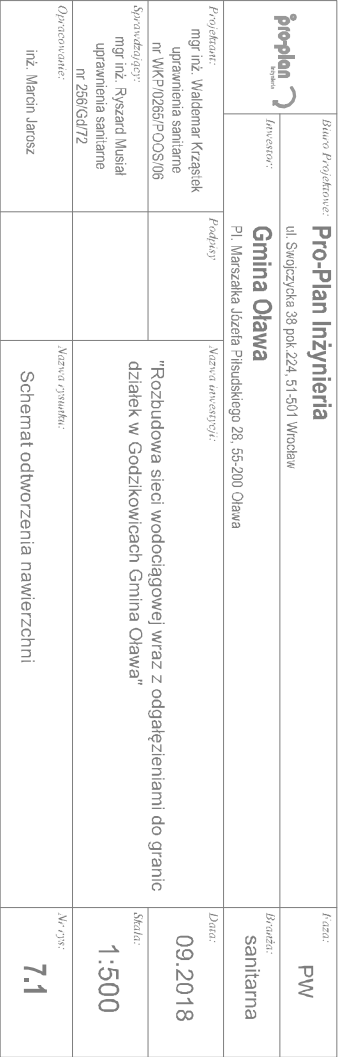 pro-plan
Inżynieria
Biuro Projektowe: Pro-Plan Inżynieria
ul. Swojczycka 38 pok.224, 51-501 Wrocław
Faza:
PW
Inwestor:
Gmina Oława
Pl. Marszałka Józefa Piłsudskiego 28, 55-200 Oława
Branża:
sanitarna
Projektant:
mgr inż. Waldemar Krząstek
uprawnienia sanitarne
nr WKP/0265/POOS/06
Podpisy
Nazwa inwestycji:
"Rozbudowa sieci wodociągowej wraz z odgałęzieniami do granic
działek w Godzikowicach Gmina Oława"
Data:
09.2018
Sprawdzający:
mgr inż. Ryszard Musiał
uprawnienia sanitarne
nr 256/Gd/72
Skala:
1:500
Opracowanie:
inż. Marcin Jarosz
Nazwa rysunku:
Schemat odtworzenia nawierzchni
Nr rys:
7.1